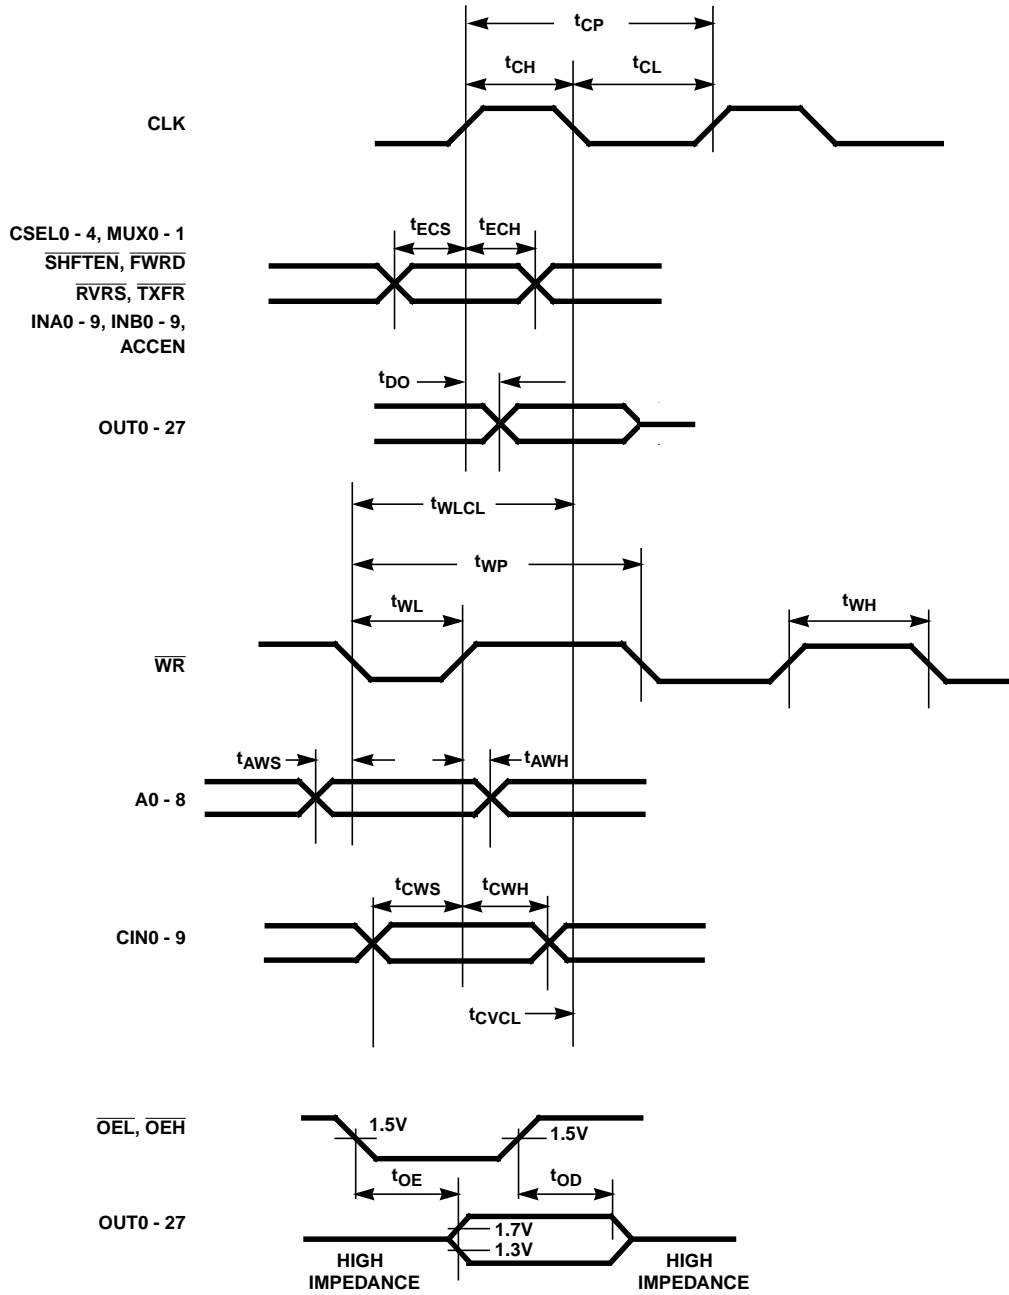 tCP
tCH
tCL
CLK
CSEL0 - 4, MUX0 - 1
SHFTEN, FWRD
RVRS, TXFR
INA0 - 9, INB0 - 9,
ACCEN
tECS
tECH
tDO
OUT0 - 27
tWLCL
tWP
tWL
tWH
WR
tAWS
tAWH
A0 - 8
tCWS
tCWH
CIN0 - 9
tCVCL
OEL, OEH
1.5V
1.5V
tOE
tOD
OUT0 - 27
1.7V
1.3V
HIGH
IMPEDANCE
HIGH
IMPEDANCE